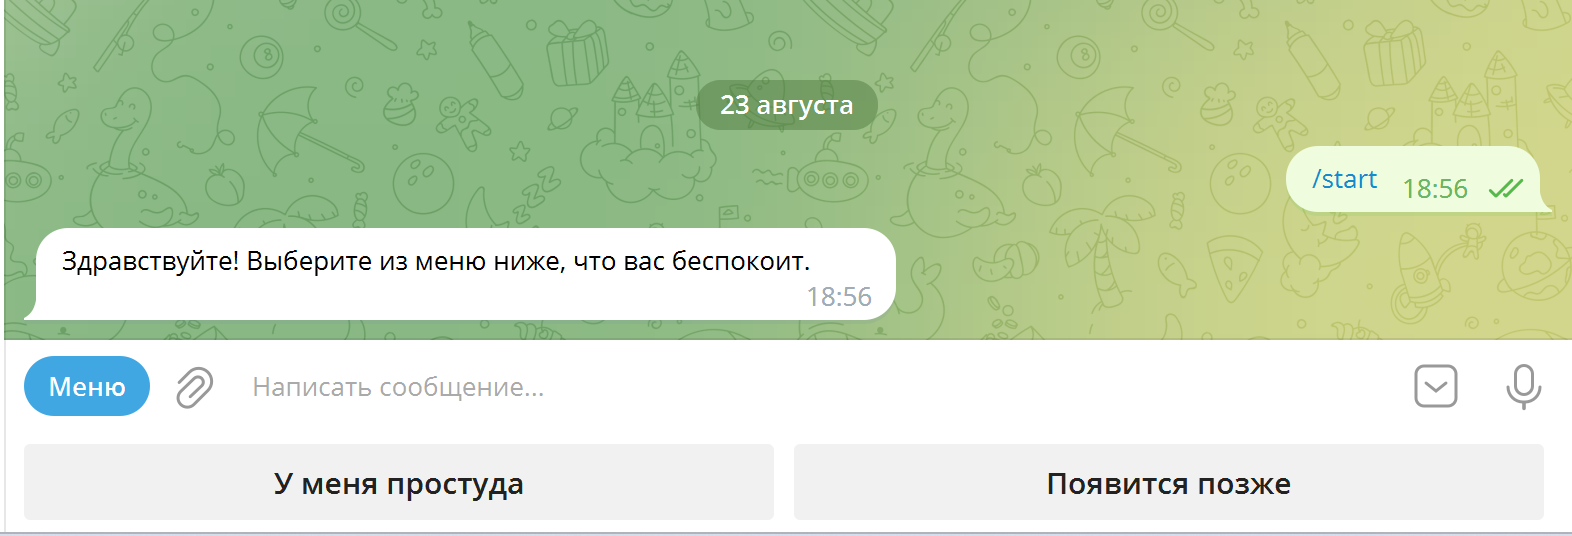 23 августа
/start 18:56
Здравствуйте! Выберите из меню ниже, что вас беспокоит.
18:56
Меню
Написать сообщение...
У меня простуда
Появится позже